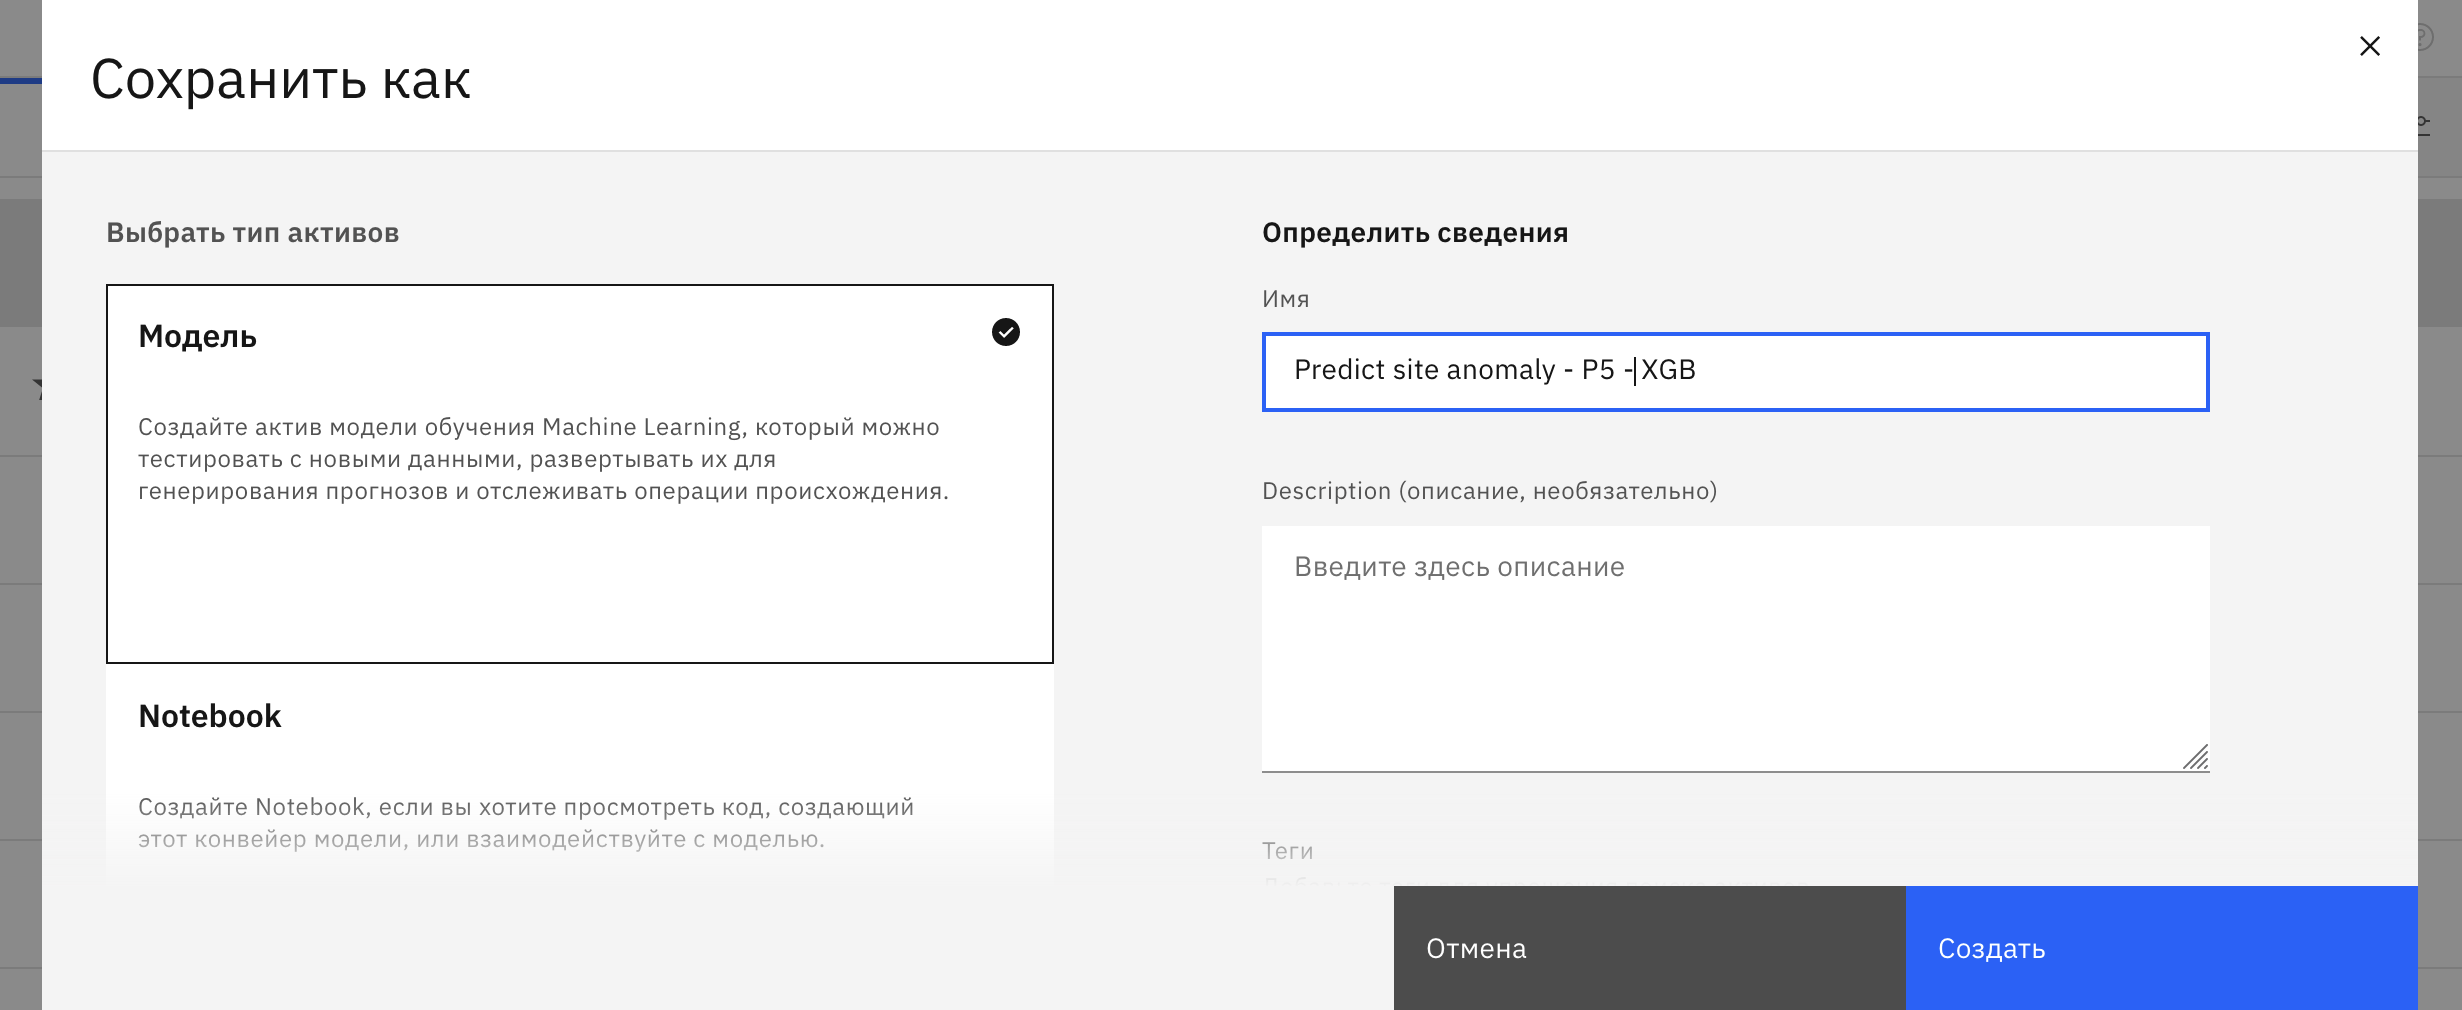 Сохранить как
Выбрать тип активов
Модель
Создайте актив модели обучения Machine Learning, который можно
тестировать с новыми данными, развертывать их для
генерирования прогнозов и отслеживать операции происхождения.
Notebook
Создайте Notebook, если вы хотите просмотреть код, создающий
этот конвейер модели, или взаимодействуйте с моделью.
Определить сведения
Имя
Predict site anomaly - P5 - XGB
Description (описание, необязательно)
Введите здесь описание
Теги
Отмена
Создать